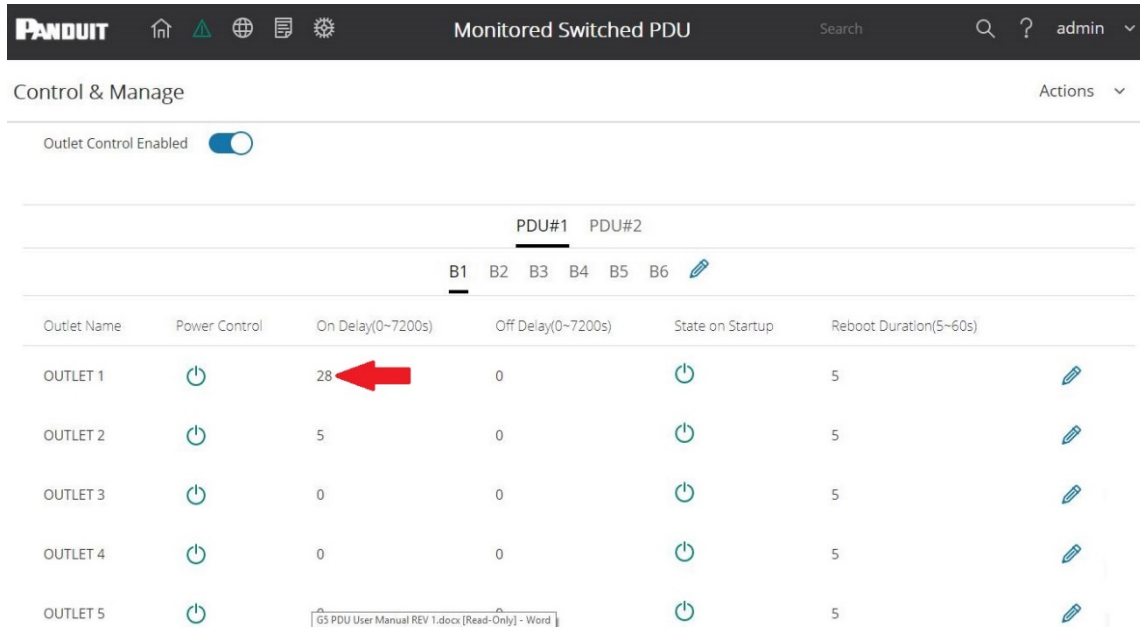 PANDUIT Monitored Switched PDU Search ? admin
Control & Manage Actions
Outlet Control Enabled
PDU#1 PDU#2
B1 B2 B3 B4 B5 B6
Outlet Name Power Control On Delay(0~7200s) Off Delay(0~7200s) State on Startup Reboot Duration(5~60s)
OUTLET 1 28 0 5
OUTLET 2 5 0 5
OUTLET 3 0 0 5
OUTLET 4 0 0 5
OUTLET 5 5
G5 PDU User Manual REV 1.docx [Read-Only] - Word